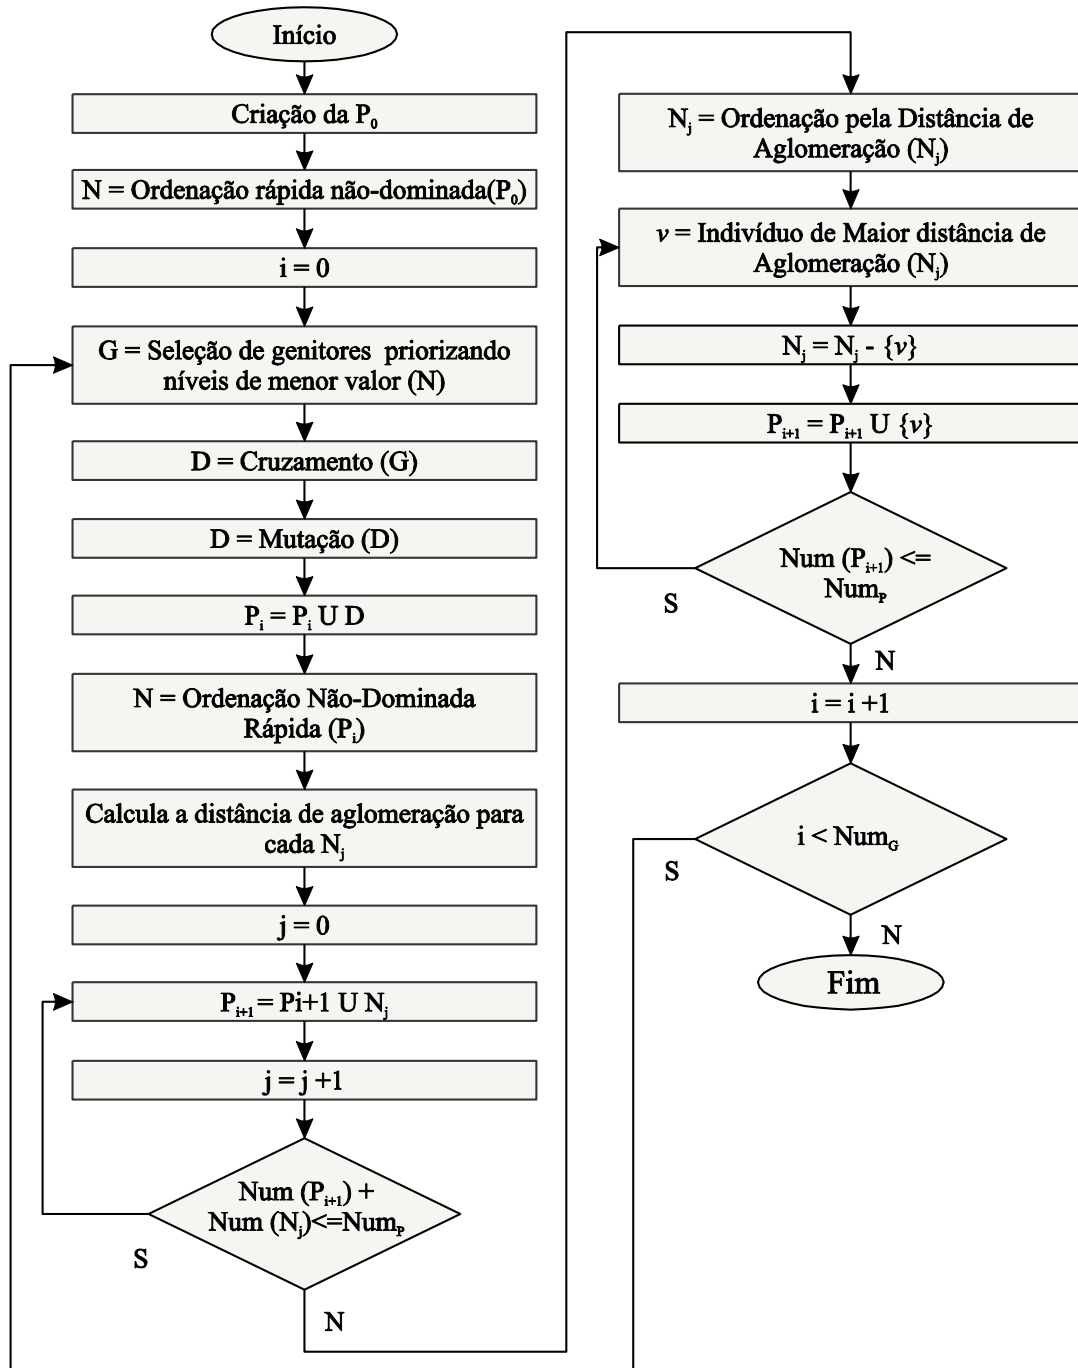 Início
Criação da P₀
N = Ordenação rápida não-dominada(P₀)
i = 0
G = Seleção de genitores priorizando
níveis de menor valor (N)
D = Cruzamento (G)
D = Mutação (D)
Pᵢ = Pᵢ U D
N = Ordenação Não-Dominada
Rápida (Pᵢ)
Calcula a distância de aglomeração para
cada Nⱼ
j = 0
Pᵢ₊₁ = Pi+1 U Nⱼ
j = j +1
Num (Pᵢ₊₁) +
Num (Nⱼ)<=Numₚ
S
N
Nⱼ = Ordenação pela Distância de
Aglomeração (Nⱼ)
v = Indivíduo de Maior distância de
Aglomeração (Nⱼ)
Nⱼ = Nⱼ - {v}
Pᵢ₊₁ = Pᵢ₊₁ U {v}
Num (Pᵢ₊₁) <=
Numₚ
S
N
i = i +1
i < Num_G
S
N
Fim